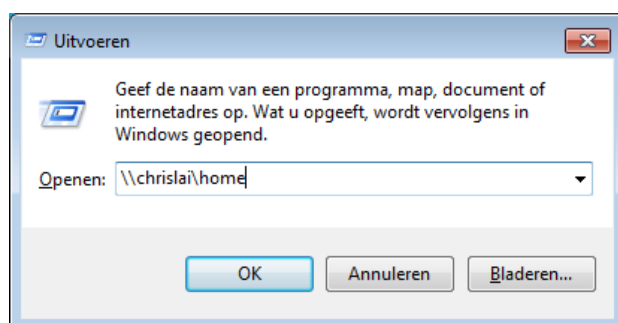 Uitvoeren
Geef de naam van een programma, map, document of
internetadres op. Wat u opgeeft, wordt vervolgens in
Windows geopend.
Openen: \\chrislai\home
OK Annuleren Bladeren...